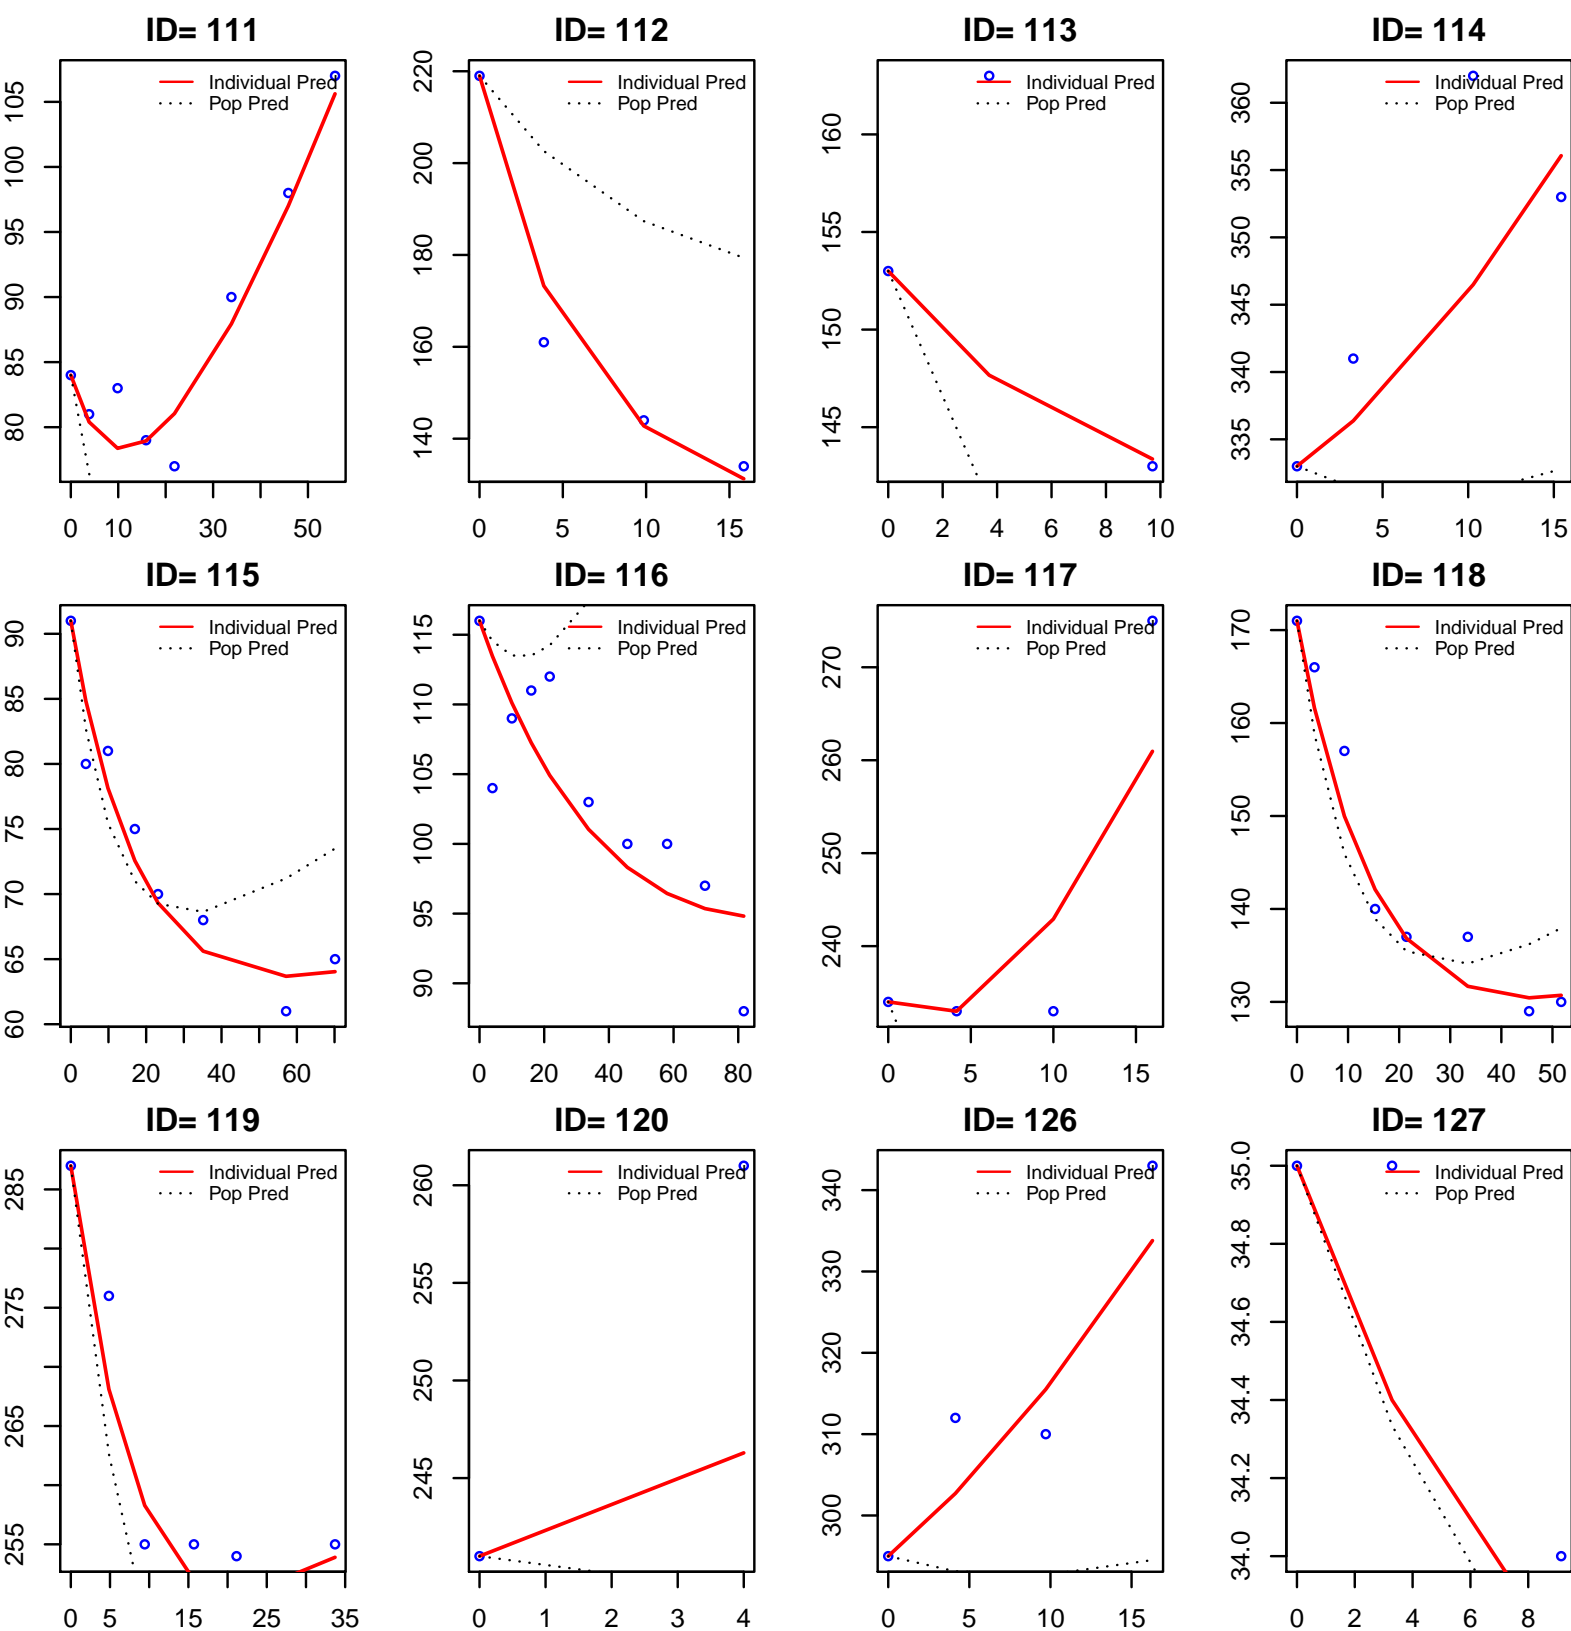 ID= 111 ID= 112 ID= 113 ID= 114
Individual Pred Individual Pred Individual Pred Individual Pred
Pop Pred Pop Pred Pop Pred Pop Pred
80 85 90 95 100 105
140 160 180 200 220
145 150 155 160
335 340 345 350 355 360
0 10 30 50
0 5 10 15
0 2 4 6 8 10
0 5 10 15
ID= 115 ID= 116 ID= 117 ID= 118
Individual Pred Individual Pred Individual Pred Individual Pred
Pop Pred Pop Pred Pop Pred Pop Pred
60 65 70 75 80 85 90
90 95 100 105 110 115
240 250 260 270
130 140 150 160 170
0 20 40 60
0 20 40 60 80
0 5 10 15
0 10 20 30 40 50
ID= 119 ID= 120 ID= 126 ID= 127
Individual Pred Individual Pred Individual Pred Individual Pred
Pop Pred Pop Pred Pop Pred Pop Pred
255 265 275 285
245 250 255 260
300 310 320 330 340
34.0 34.2 34.4 34.6 34.8 35.0
0 5 15 25 35
0 1 2 3 4
0 5 10 15
0 2 4 6 8